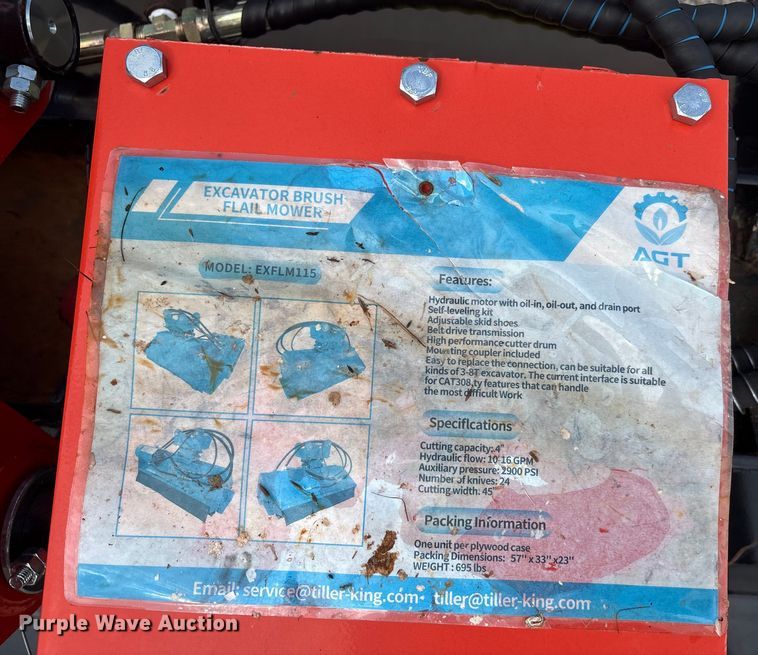 EXCAVATOR BRUSH
FLAIL MOWER
AGT
MODEL: EXFLM115
Features:
Hydraulic motor with oil-in, oil-out, and drain port
Self-leveling kit
Adjustable skid shoes
Belt drive transmission
High performance cutter drum
Mounting coupler included
Easy to replace the connection, can be suitable for all
kinds of 3-8T excavator. The current interface is suitable
for CAT308,ty features that can handle
the most difficult Work
Specifications
Cutting capacity: 4"
Hydraulic flow: 10-16 GPM
Auxiliary pressure: 2900 PSI
Number of knives: 24
Cutting width: 45"
Packing Information
One unit per plywood case
Packing Dimensions: 57" x 33" x23"
WEIGHT : 695 lbs
Email: service@tiller-king.com tiller@tiller-king.com
Purple Wave Auction